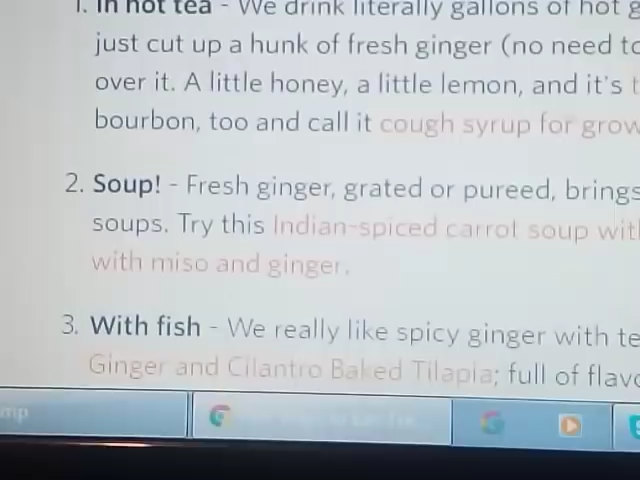 1. In hot tea - We drink literally gallons of hot g
just cut up a hunk of fresh ginger (no need to
over it. A little honey, a little lemon, and it's t
bourbon, too and call it cough syrup for grow
2. Soup! - Fresh ginger, grated or pureed, brings
soups. Try this Indian-spiced carrot soup with
with miso and ginger.
3. With fish - We really like spicy ginger with te
Ginger and Cilantro Baked Tilapia; full of flavo
mp